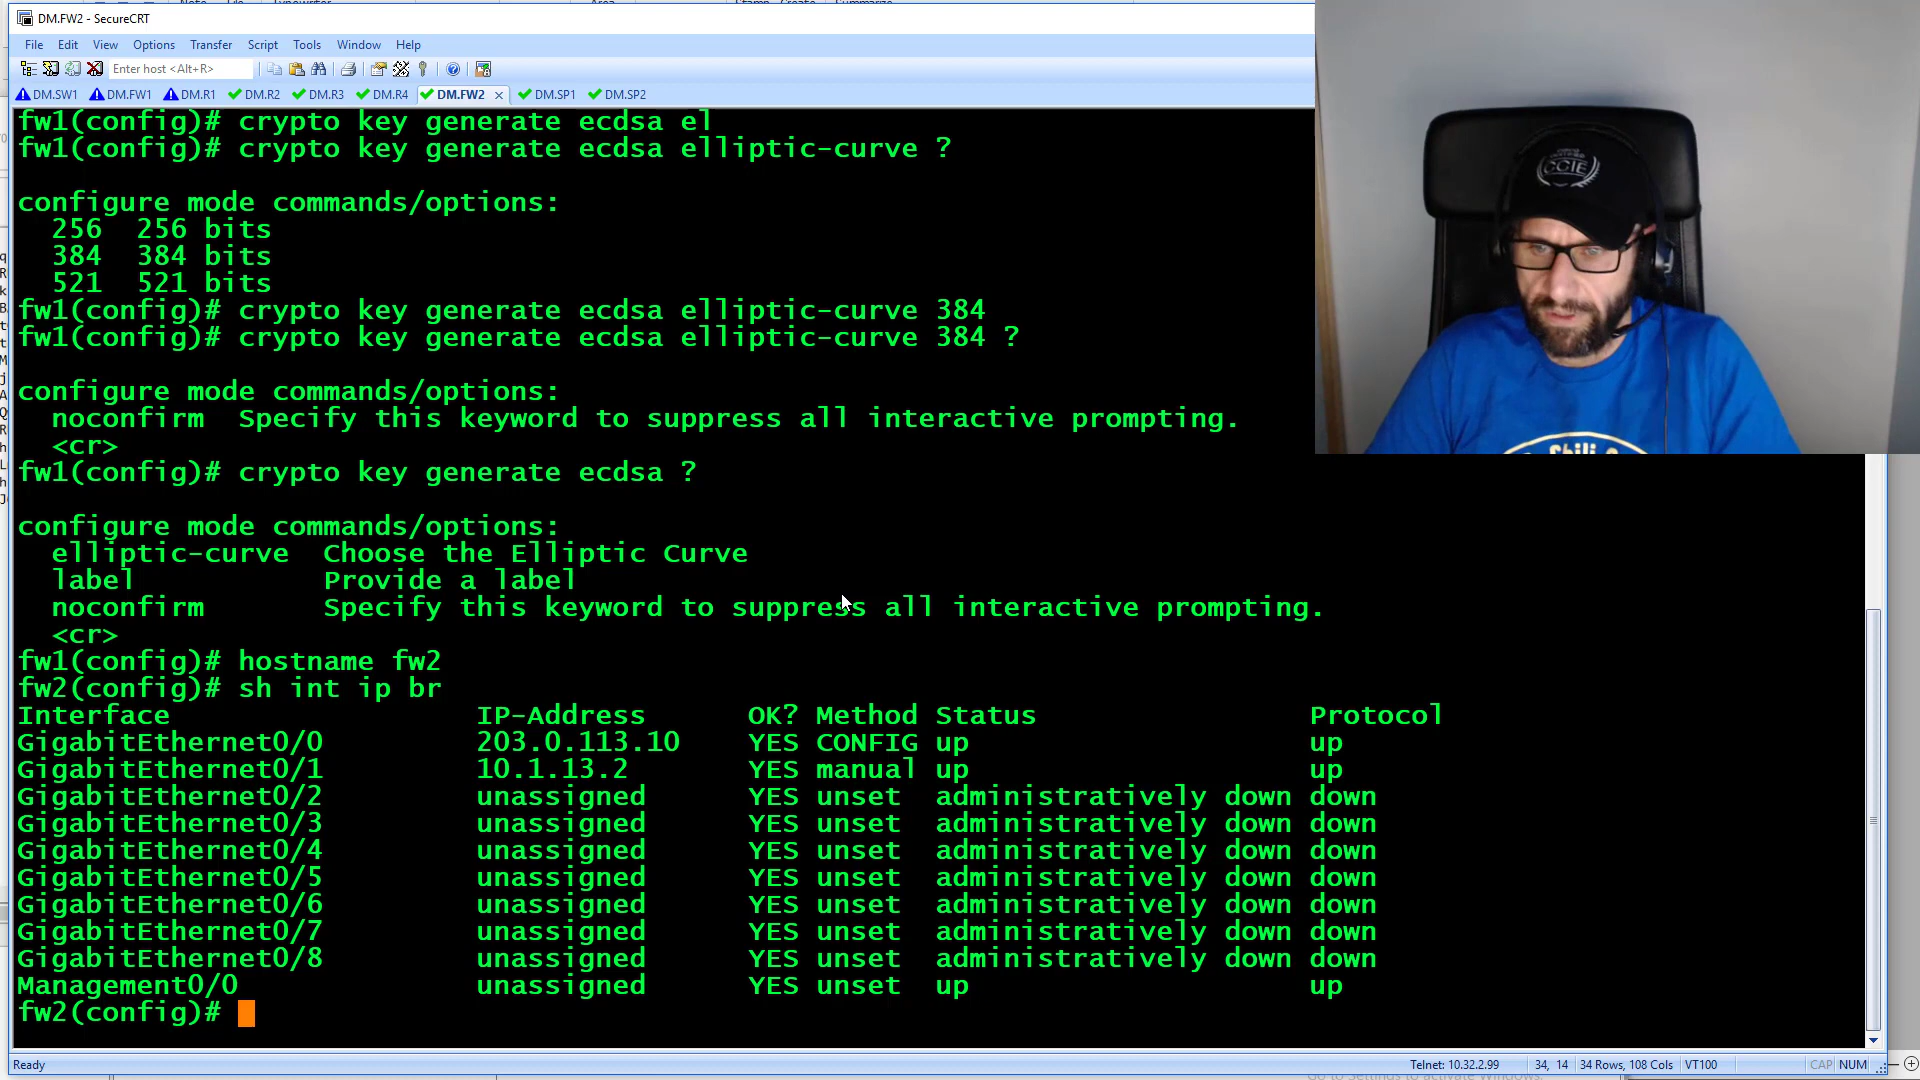 DM.FW2 - SecureCRT
File Edit View Options Transfer Script Tools Window Help
Enter host <Alt+R>
DM.SW1 DM.FW1 DM.R1 DM.R2 DM.R3 DM.R4 DM.FW2 DM.SP1 DM.SP2
fw1(config)# crypto key generate ecdsa el
fw1(config)# crypto key generate ecdsa elliptic-curve ?
configure mode commands/options:
256 256 bits
384 384 bits
521 521 bits
fw1(config)# crypto key generate ecdsa elliptic-curve 384
fw1(config)# crypto key generate ecdsa elliptic-curve 384 ?
configure mode commands/options:
noconfirm Specify this keyword to suppress all interactive prompting.
<cr>
fw1(config)# crypto key generate ecdsa ?
configure mode commands/options:
elliptic-curve Choose the Elliptic Curve
label Provide a label
noconfirm Specify this keyword to suppress all interactive prompting.
<cr>
fw1(config)# hostname fw2
fw2(config)# sh int ip br
Interface IP-Address OK? Method Status Protocol
GigabitEthernet0/0 203.0.113.10 YES CONFIG up up
GigabitEthernet0/1 10.1.13.2 YES manual up up
GigabitEthernet0/2 unassigned YES unset administratively down down
GigabitEthernet0/3 unassigned YES unset administratively down down
GigabitEthernet0/4 unassigned YES unset administratively down down
GigabitEthernet0/5 unassigned YES unset administratively down down
GigabitEthernet0/6 unassigned YES unset administratively down down
GigabitEthernet0/7 unassigned YES unset administratively down down
GigabitEthernet0/8 unassigned YES unset administratively down down
Management0/0 unassigned YES unset up up
fw2(config)#
CCIE
Ready
Telnet: 10.32.2.99 34, 14 34 Rows, 108 Cols VT100 CAP NUM